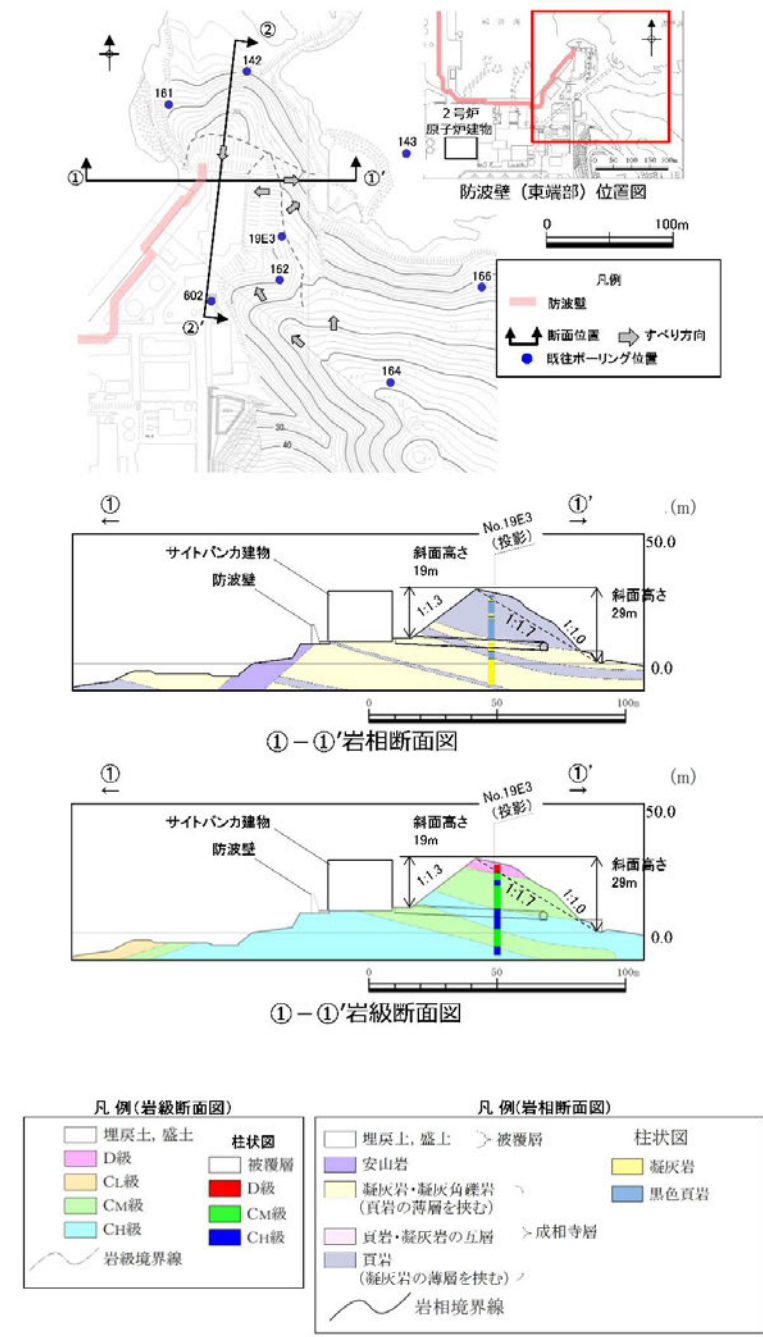 ②
142
161
①
①'
19E3
162
602
②'
166
164
143
30
40
2号炉
原子炉建物
0 50 100 150 100m
防波壁（東端部）位置図
0 100m
凡例
防波壁
断面位置
すべり方向
既往ボーリング位置
①
①'
(m)
No.19E3
(投影)
サイトバンカ建物
防波壁
斜面高さ
19m
斜面高さ
29m
1:1.3
1:1.7
1:1.0
50.0
0.0
0 50 100m
①－①'岩相断面図
①
①'
(m)
No.19E3
(投影)
サイトバンカ建物
防波壁
斜面高さ
19m
斜面高さ
29m
1:1.3
1:1.7
1:1.0
50.0
0.0
0 50 100m
①－①'岩級断面図
凡 例(岩級断面図)
埋戻土, 盛土
D級
CL級
CM級
CH級
岩級境界線
柱状図
被覆層
D級
CM級
CH級
凡 例(岩相断面図)
埋戻土, 盛土
被覆層
安山岩
凝灰岩・凝灰角礫岩
(頁岩の薄層を挟む)
頁岩・凝灰岩の互層
成相寺層
頁岩
(凝灰岩の薄層を挟む)
岩相境界線
柱状図
凝灰岩
黒色頁岩